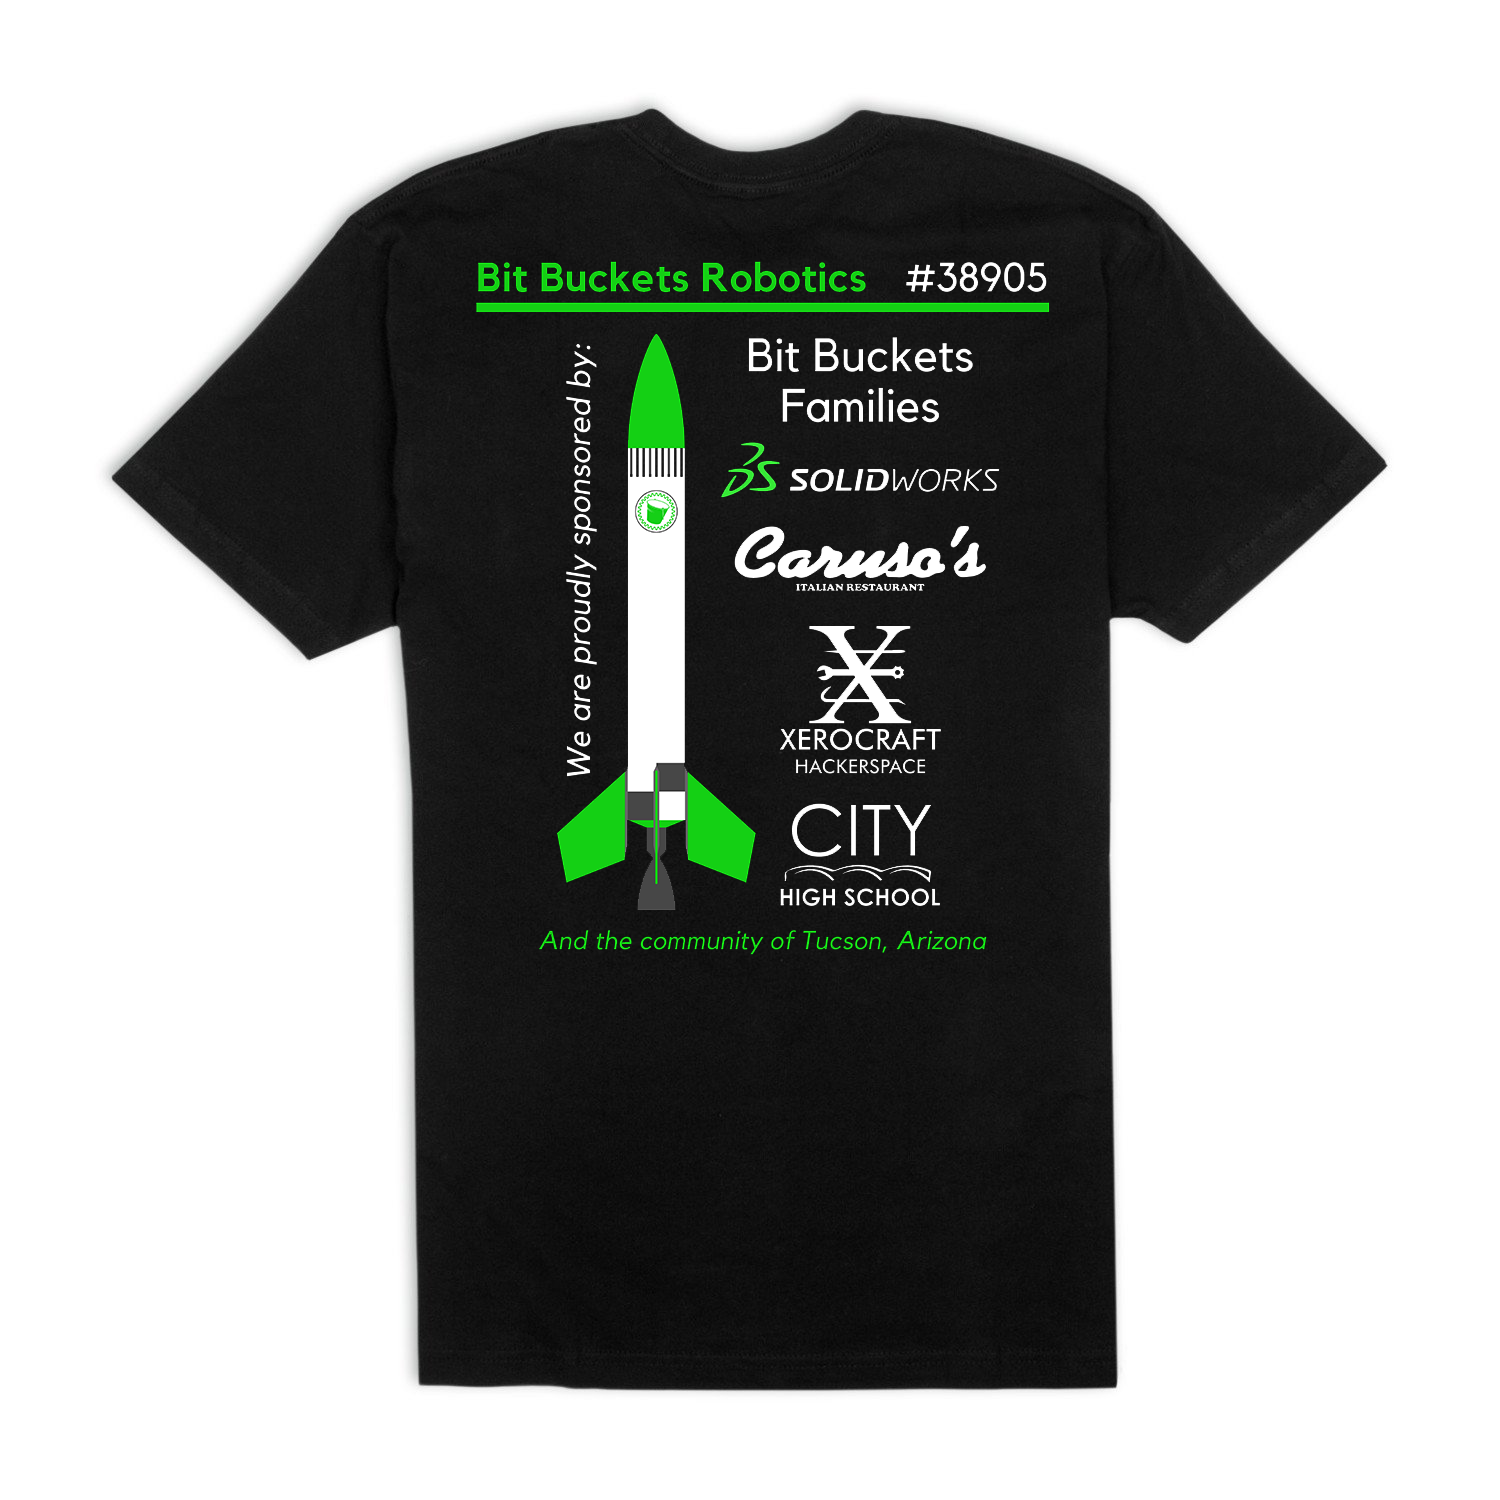 Bit Buckets Robotics #38905
We are proudly sponsored by:
Bit Buckets
Families
SOLIDWORKS
Caruso's
ITALIAN RESTAURANT
X
XEROCRAFT
HACKERSPACE
CITY
HIGH SCHOOL
And the community of Tucson, Arizona